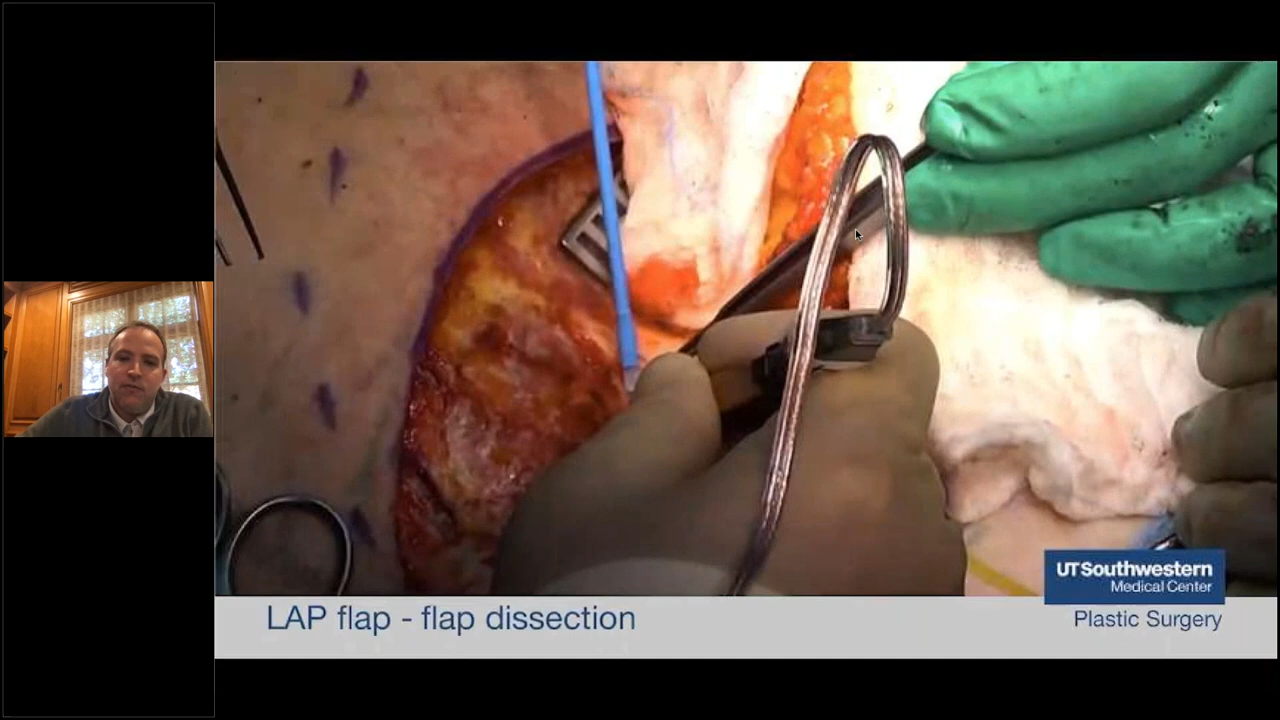 UTSouthwestern
Medical Center
LAP flap - flap dissection
Plastic Surgery